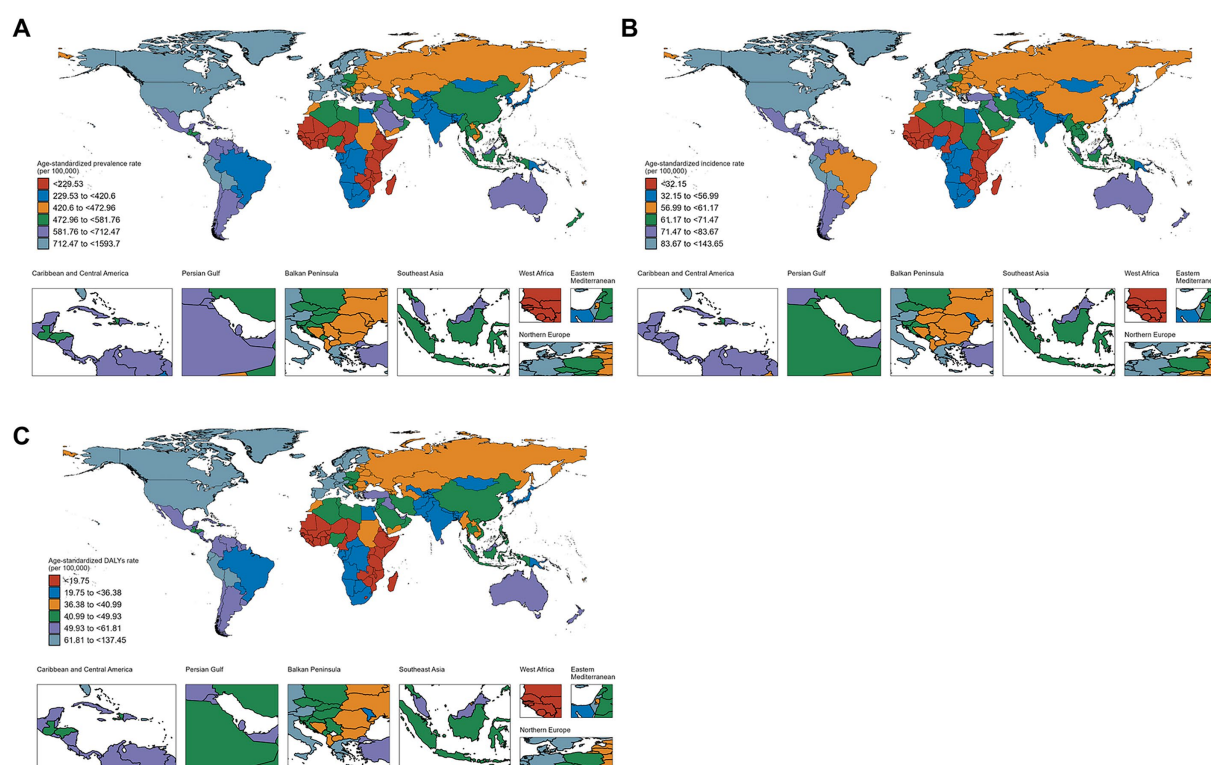 A
Age-standardized prevalence rate
(per 100,000)
<229.53
229.53 to <420.6
420.6 to <472.96
472.96 to <581.76
581.76 to <712.47
712.47 to <1593.7
Caribbean and Central America
Persian Gulf
Balkan Peninsula
Southeast Asia
West Africa
Eastern
Mediterranean
Northern Europe
B
Age-standardized incidence rate
(per 100,000)
<32.15
32.15 to <56.99
56.99 to <61.17
61.17 to <71.47
71.47 to <83.67
83.67 to <143.65
Caribbean and Central America
Persian Gulf
Balkan Peninsula
Southeast Asia
West Africa
Eastern
Mediterranean
Northern Europe
C
Age-standardized DALYs rate
(per 100,000)
<19.75
19.75 to <36.38
36.38 to <40.99
40.99 to <49.93
49.93 to <61.81
61.81 to <137.45
Caribbean and Central America
Persian Gulf
Balkan Peninsula
Southeast Asia
West Africa
Eastern
Mediterranean
Northern Europe